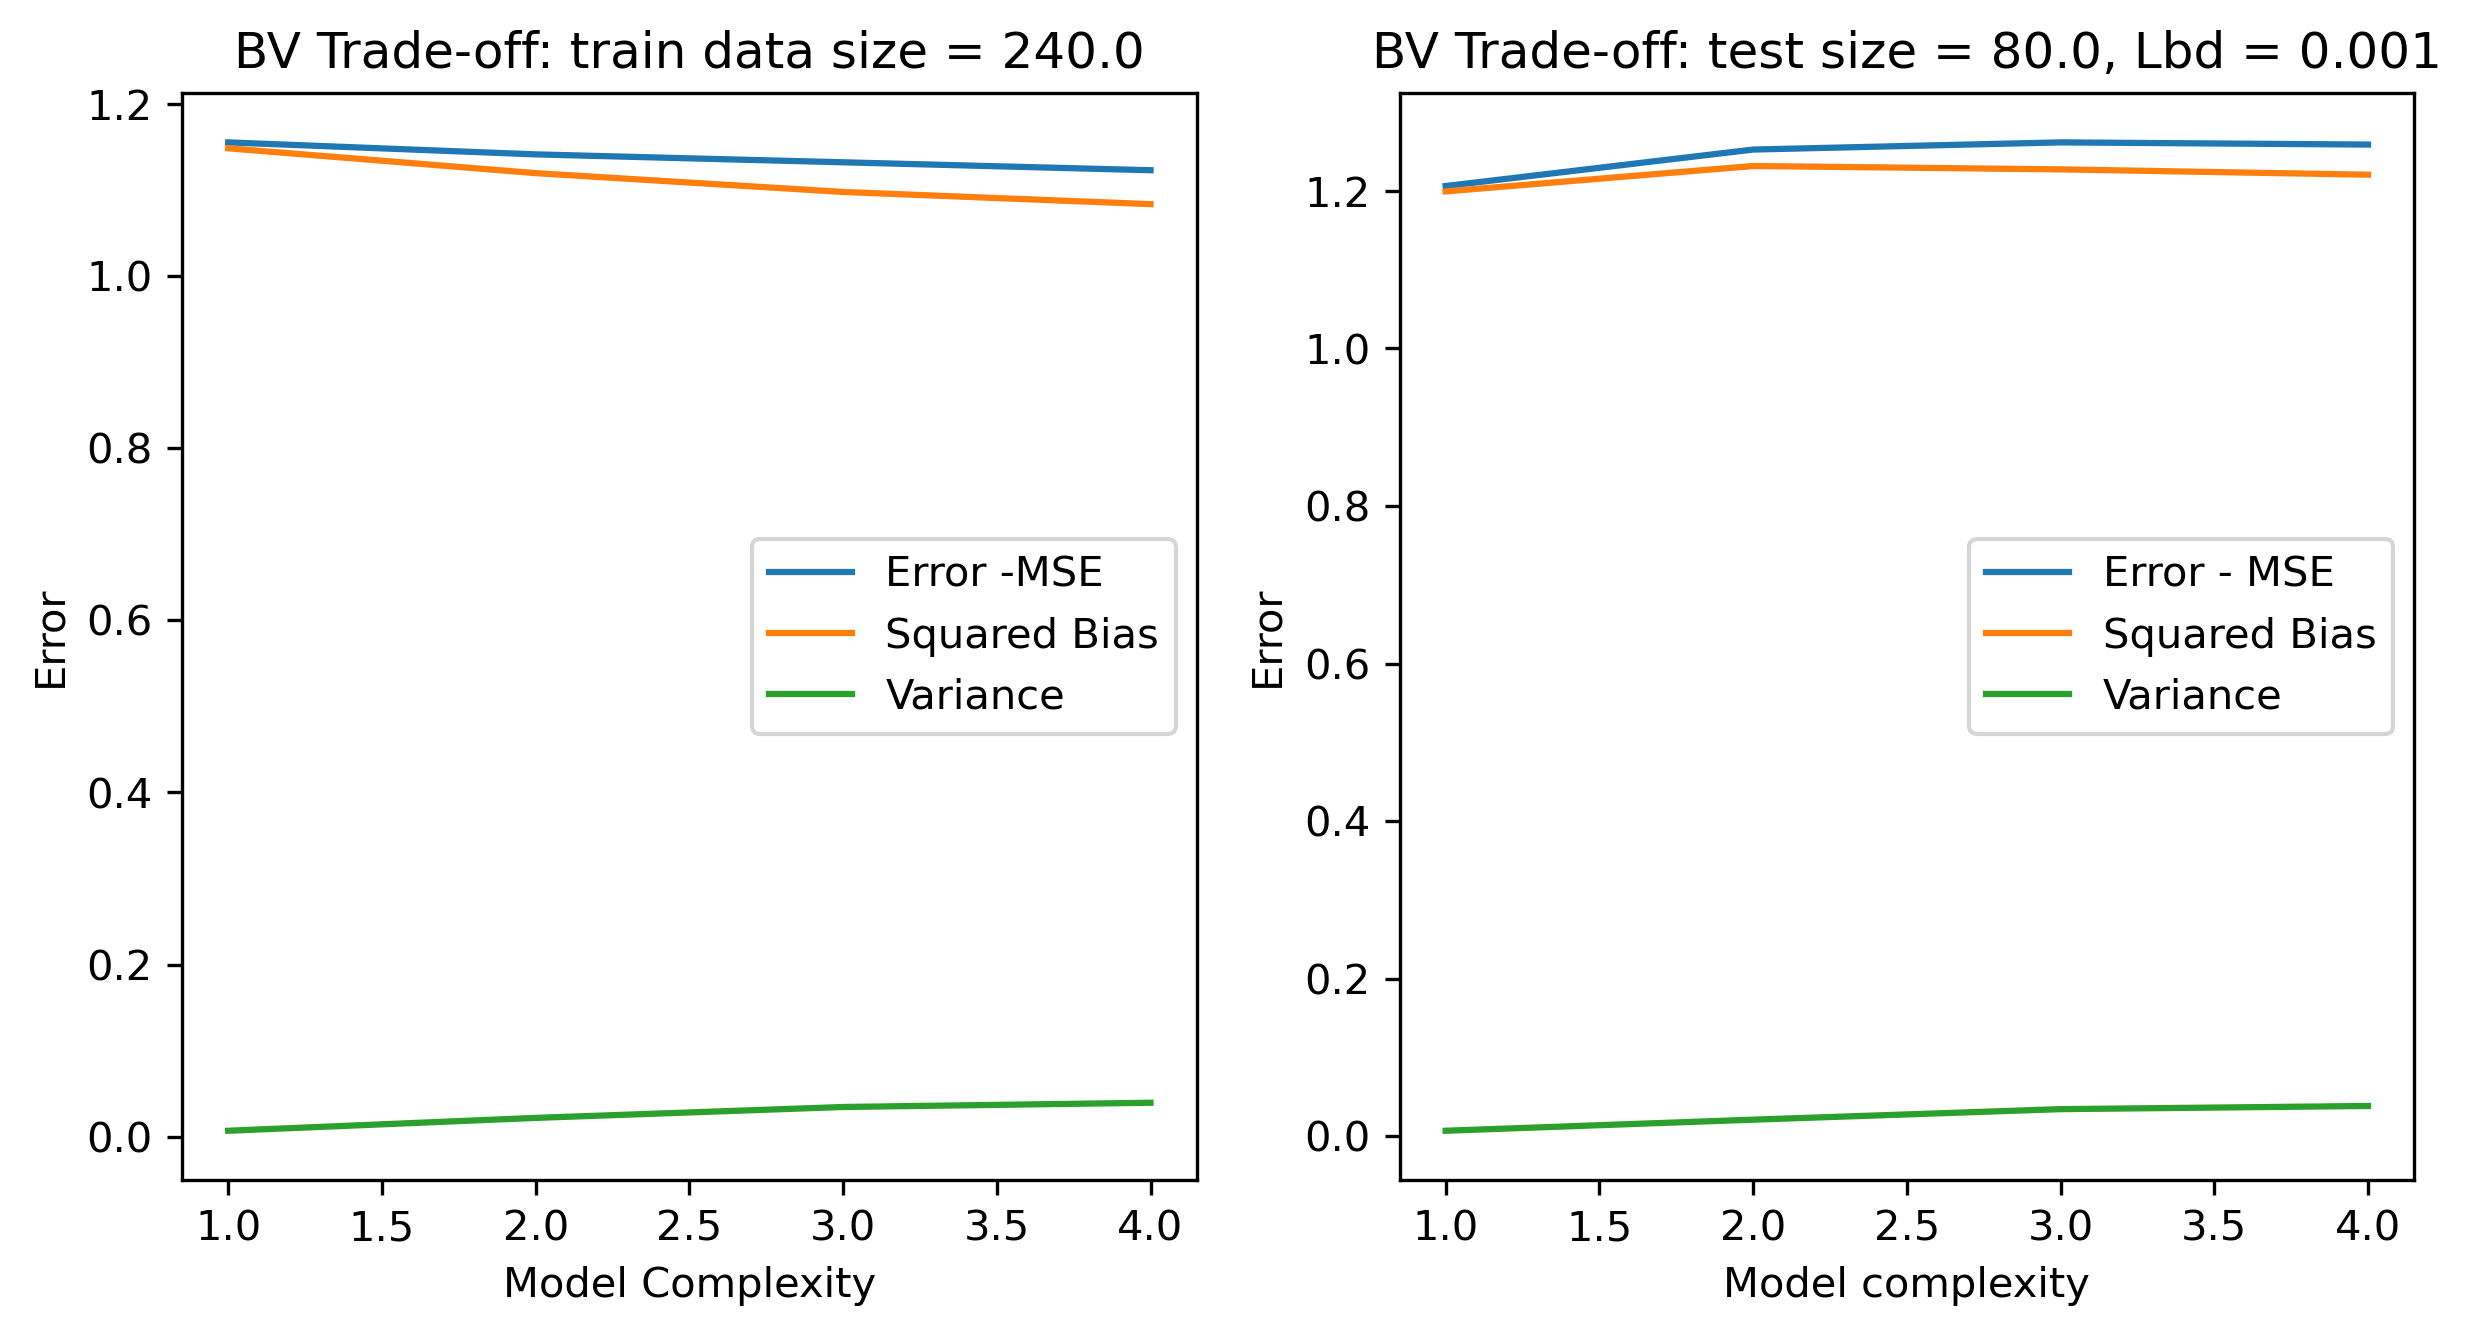 BV Trade-off: train data size = 240.0
1.2
1.0
0.8
0.6
0.4
0.2
0.0
Error
Error -MSE
Squared Bias
Variance
1.0 1.5 2.0 2.5 3.0 3.5 4.0
Model Complexity
BV Trade-off: test size = 80.0, Lbd = 0.001
1.2
1.0
0.8
0.6
0.4
0.2
0.0
Error
Error - MSE
Squared Bias
Variance
1.0 1.5 2.0 2.5 3.0 3.5 4.0
Model complexity